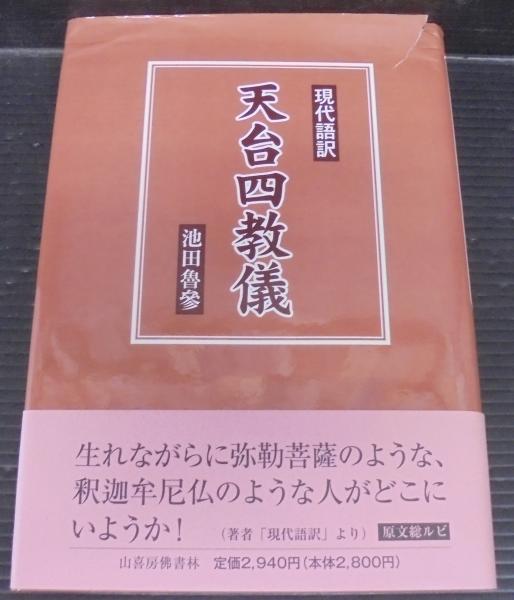 現代語訳
天台四教儀
池田魯參
生れながらに弥勒菩薩のような、
釈迦牟尼仏のような人がどこに
いようか!
(著者「現代語訳」より)
原文総ルビ
山喜房佛書林 定価2,940円(本体2,800円)